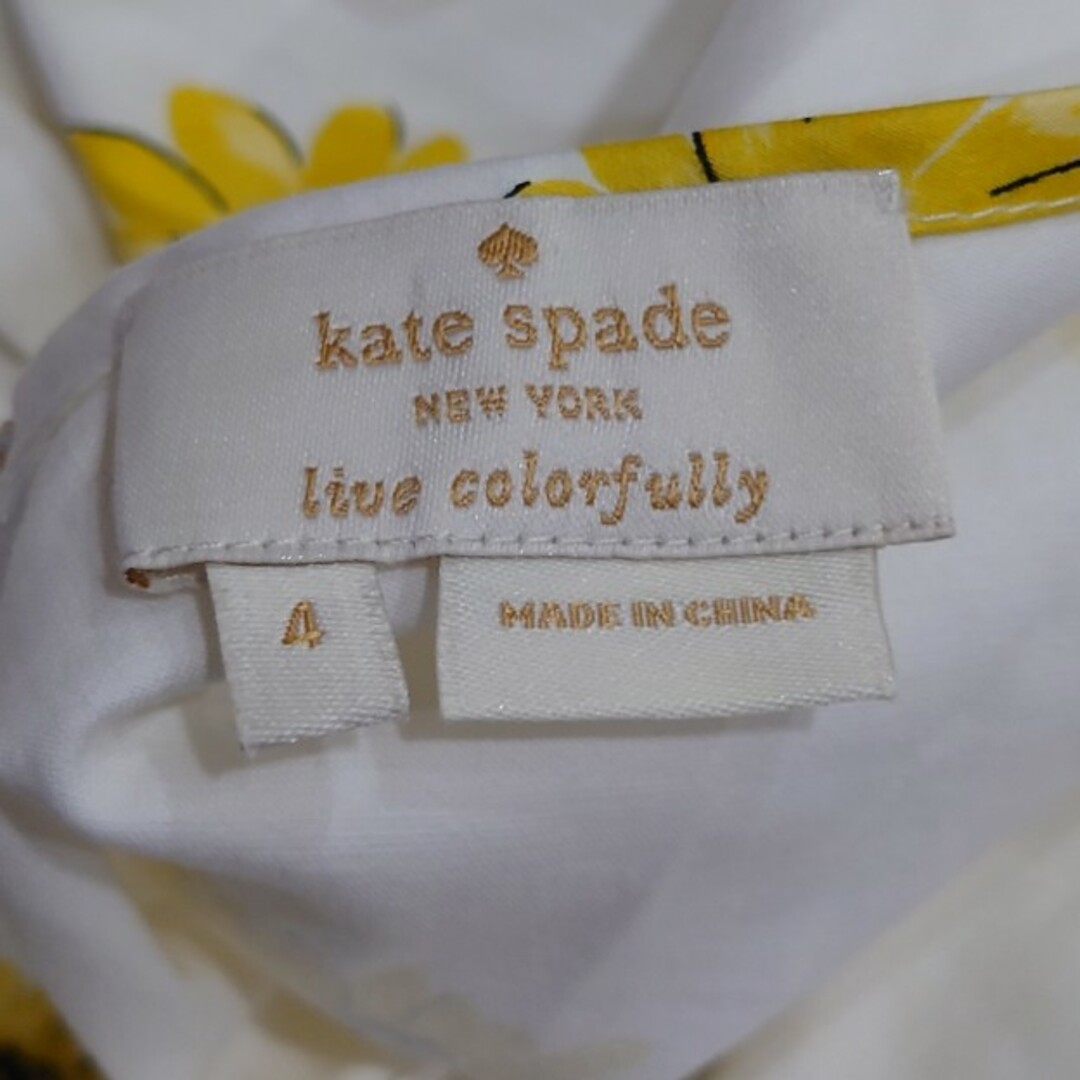 kate spade
NEW YORK
live colorfully
4
MADE IN CHINA